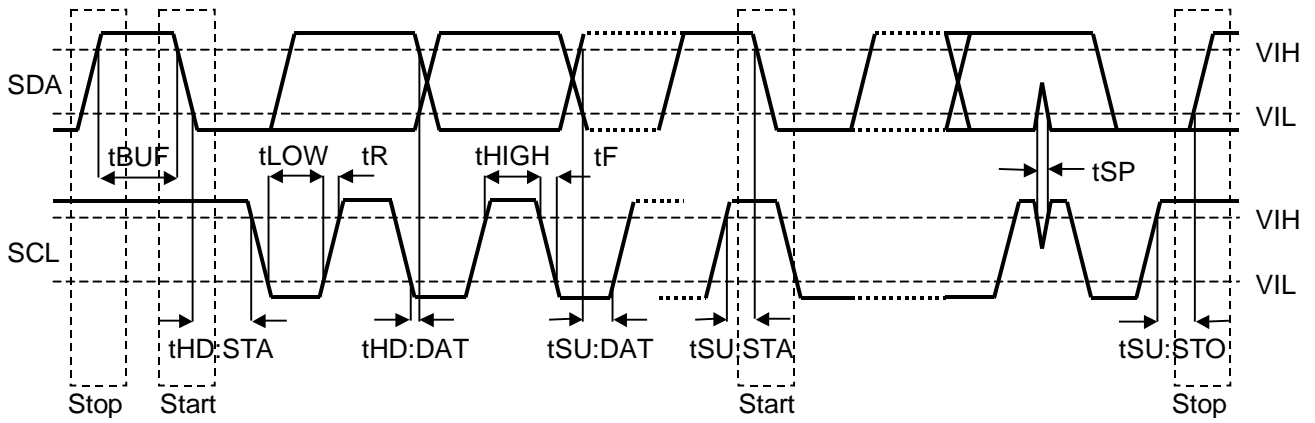 VIH
SDA
VIL
tBUF tLOW tR tHIGH tF tSP
VIH
SCL
VIL
tHD:STA tHD:DAT tSU:DAT tSU:STA tSU:STO
Stop Start Start Stop